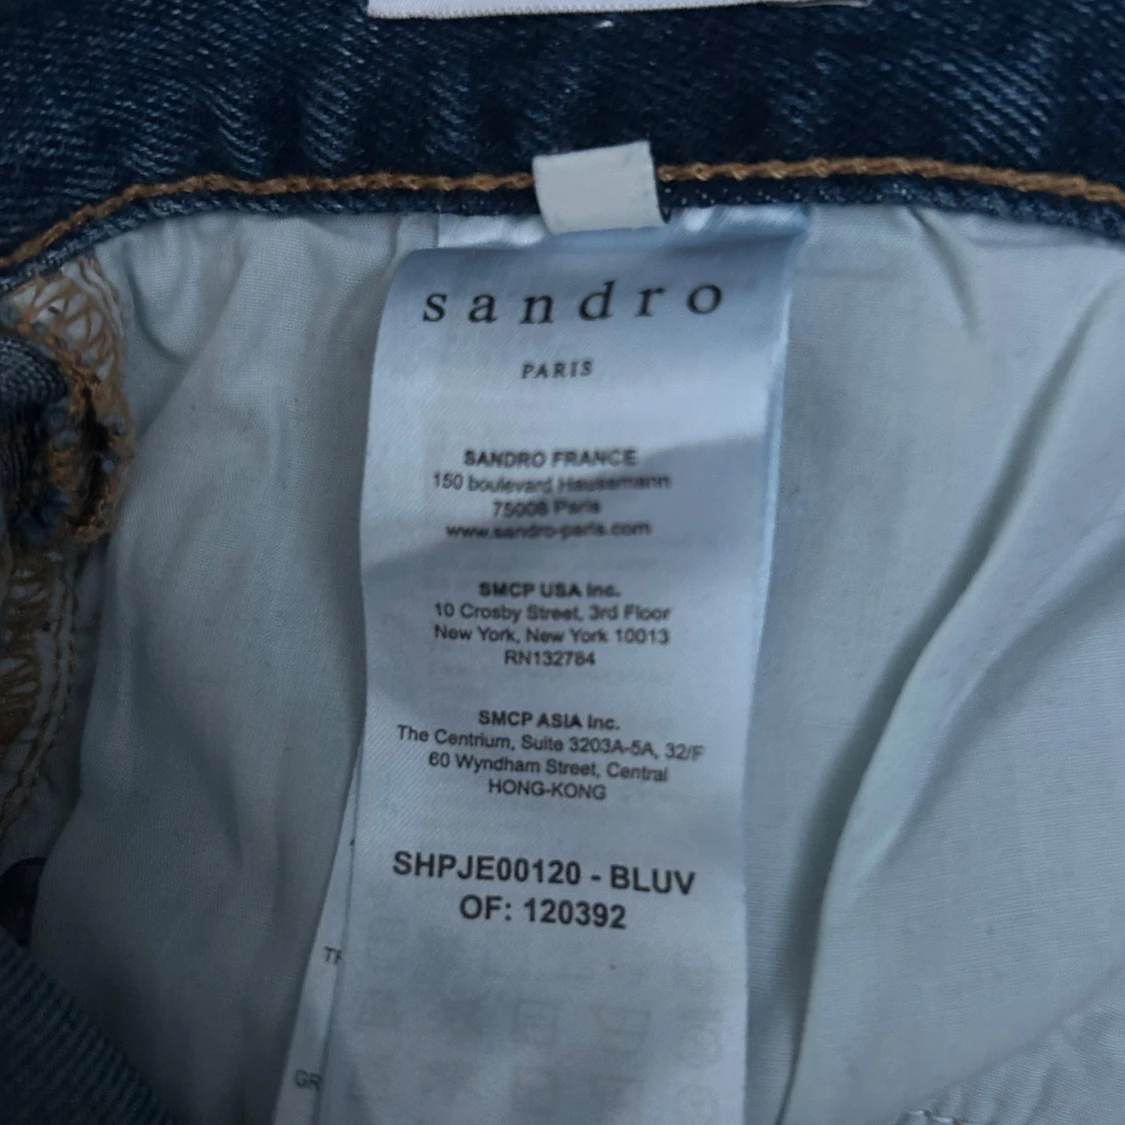 sandro
PARIS
SANDRO FRANCE
150 boulevard Haussmann
75008 Paris
www.sandro-paris.com
SMCP USA Inc.
10 Crosby Street, 3rd Floor
New York, New York 10013
RN132784
SMCP ASIA Inc.
The Centrium, Suite 3203A-5A, 32/F
60 Wyndham Street, Central
HONG-KONG
SHPJE00120 - BLUV
OF: 120392